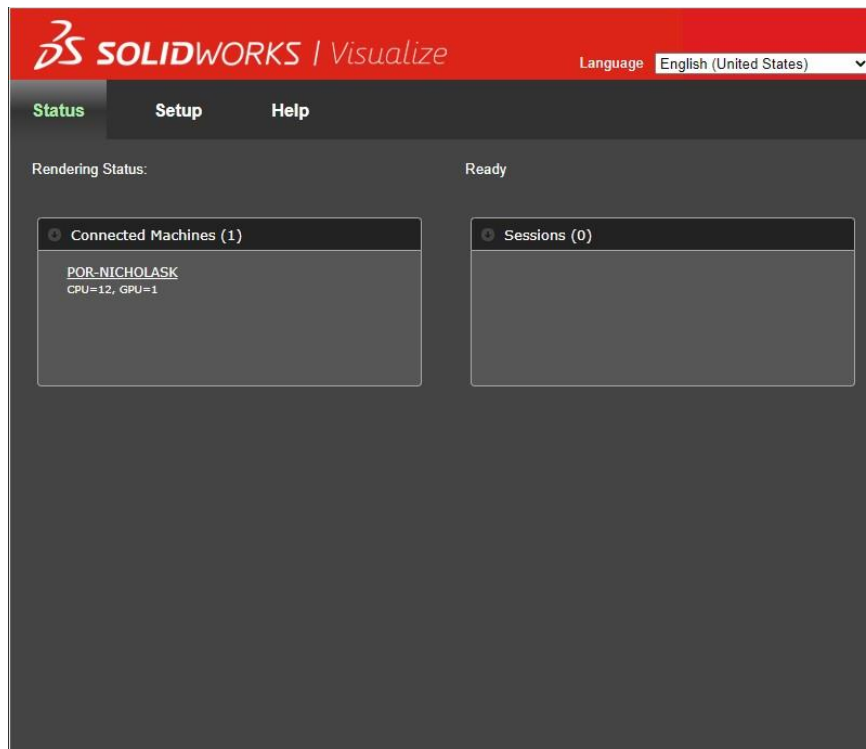 SOLIDWORKS | Visualize
Language English (United States)
Status Setup Help
Rendering Status: Ready
Connected Machines (1)
POR-NICHOLASK
CPU=12, GPU=1
Sessions (0)